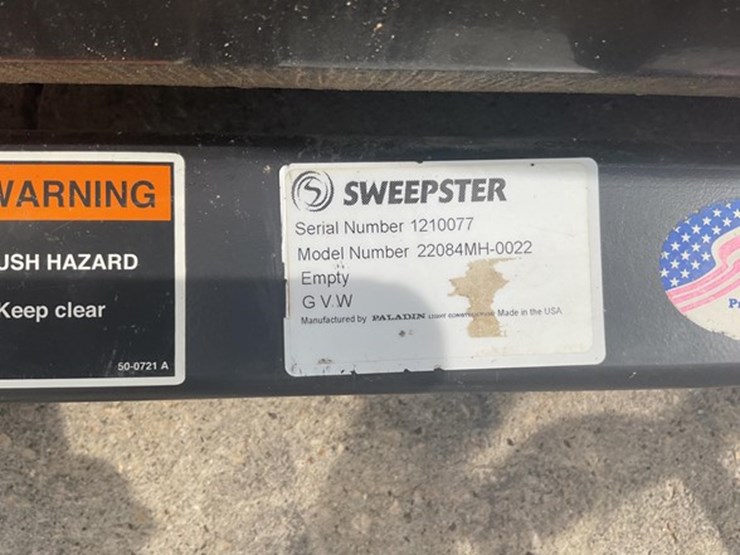 WARNING
USH HAZARD
Keep clear
50-0721 A
SWEEPSTER
Serial Number 1210077
Model Number 22084MH-0022
Empty
G V.W
Manufactured by PALADIN LIGHT Made in the USA